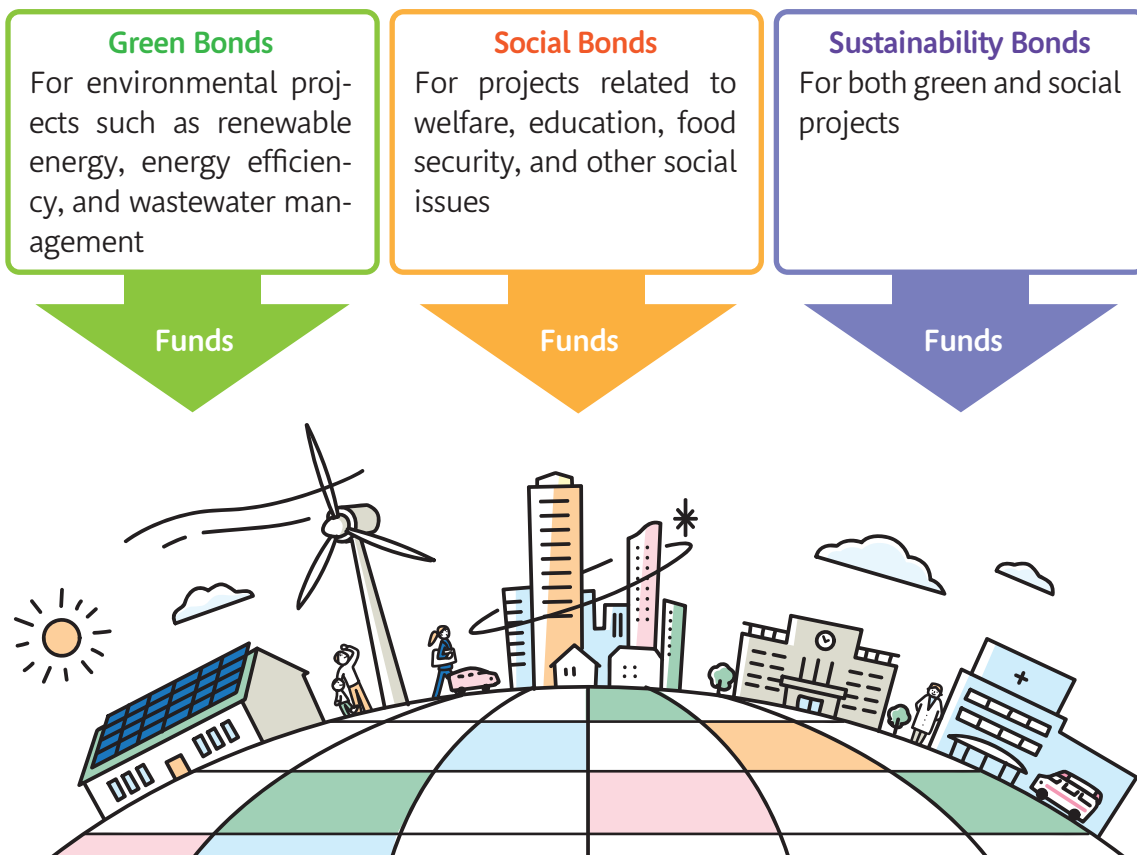 Green Bonds
For environmental proj-
ects such as renewable
energy, energy efficien-
cy, and wastewater man-
agement
Social Bonds
For projects related to
welfare, education, food
security, and other social
issues
Sustainability Bonds
For both green and social
projects
Funds
Funds
Funds